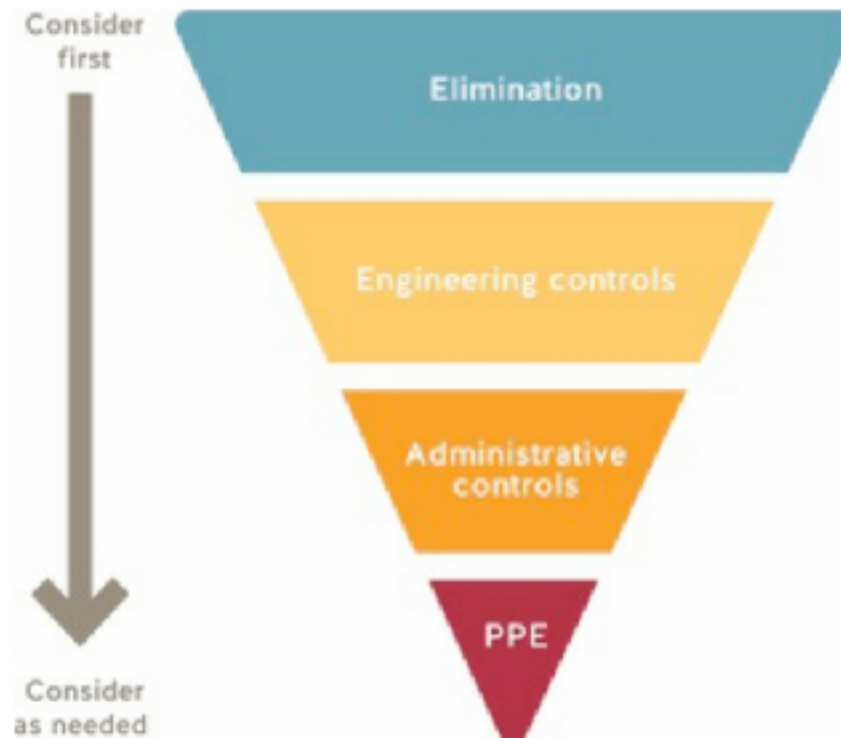 Consider
first
Elimination
Engineering controls
Administrative
controls
PPE
Consider
as needed